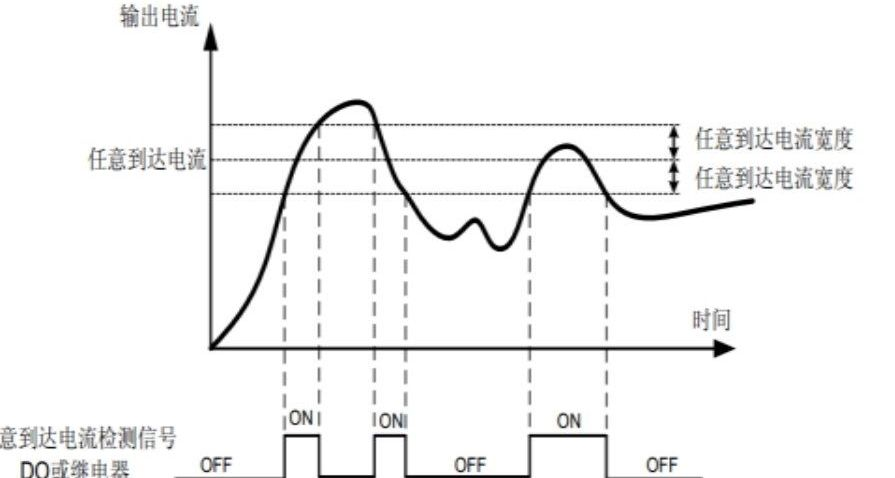 输出电流
任意到达电流宽度
任意到达电流
任意到达电流宽度
时间
ON ON ON
意到达电流检测信号
OFF OFF OFF
DO或继电器